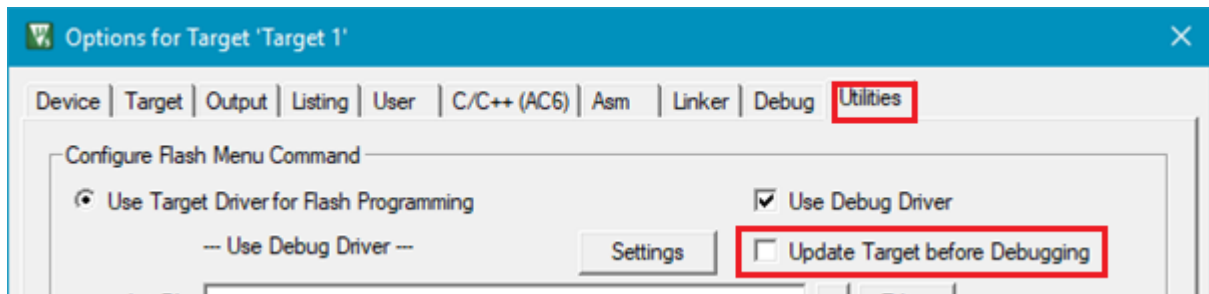 Options for Target 'Target 1'
Device Target Output Listing User C/C++ (AC6) Asm Linker Debug Utilities
Configure Flash Menu Command
Use Target Driver for Flash Programming Use Debug Driver
--- Use Debug Driver --- Settings Update Target before Debugging